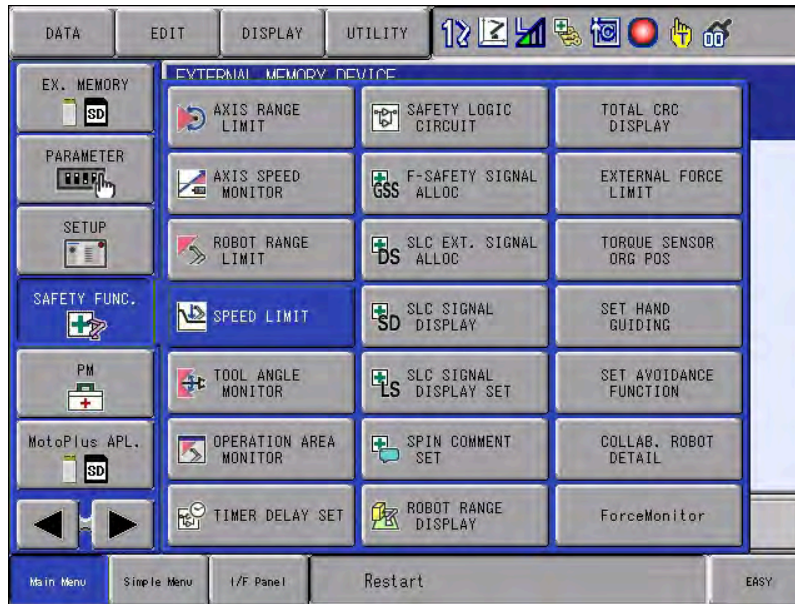 DATA
EDIT
DISPLAY
UTILITY
EX. MEMORY
SD
PARAMETER
SETUP
SAFETY FUNC.
PM
MotoPlus APL.
SD
EXTERNAL MEMORY DEVICE
AXIS RANGE
LIMIT
AXIS SPEED
MONITOR
ROBOT RANGE
LIMIT
SPEED LIMIT
TOOL ANGLE
MONITOR
OPERATION AREA
MONITOR
TIMER DELAY SET
SAFETY LOGIC
CIRCUIT
GSS
F-SAFETY SIGNAL
ALLOC
DS
SLC EXT. SIGNAL
ALLOC
SD
SLC SIGNAL
DISPLAY
LS
SLC SIGNAL
DISPLAY SET
SPIN COMMENT
SET
ROBOT RANGE
DISPLAY
TOTAL CRC
DISPLAY
EXTERNAL FORCE
LIMIT
TORQUE SENSOR
ORG POS
SET HAND
GUIDING
SET AVOIDANCE
FUNCTION
COLLAB. ROBOT
DETAIL
ForceMonitor
Main Menu
Simple Menu
I/F Panel
Restart
EASY